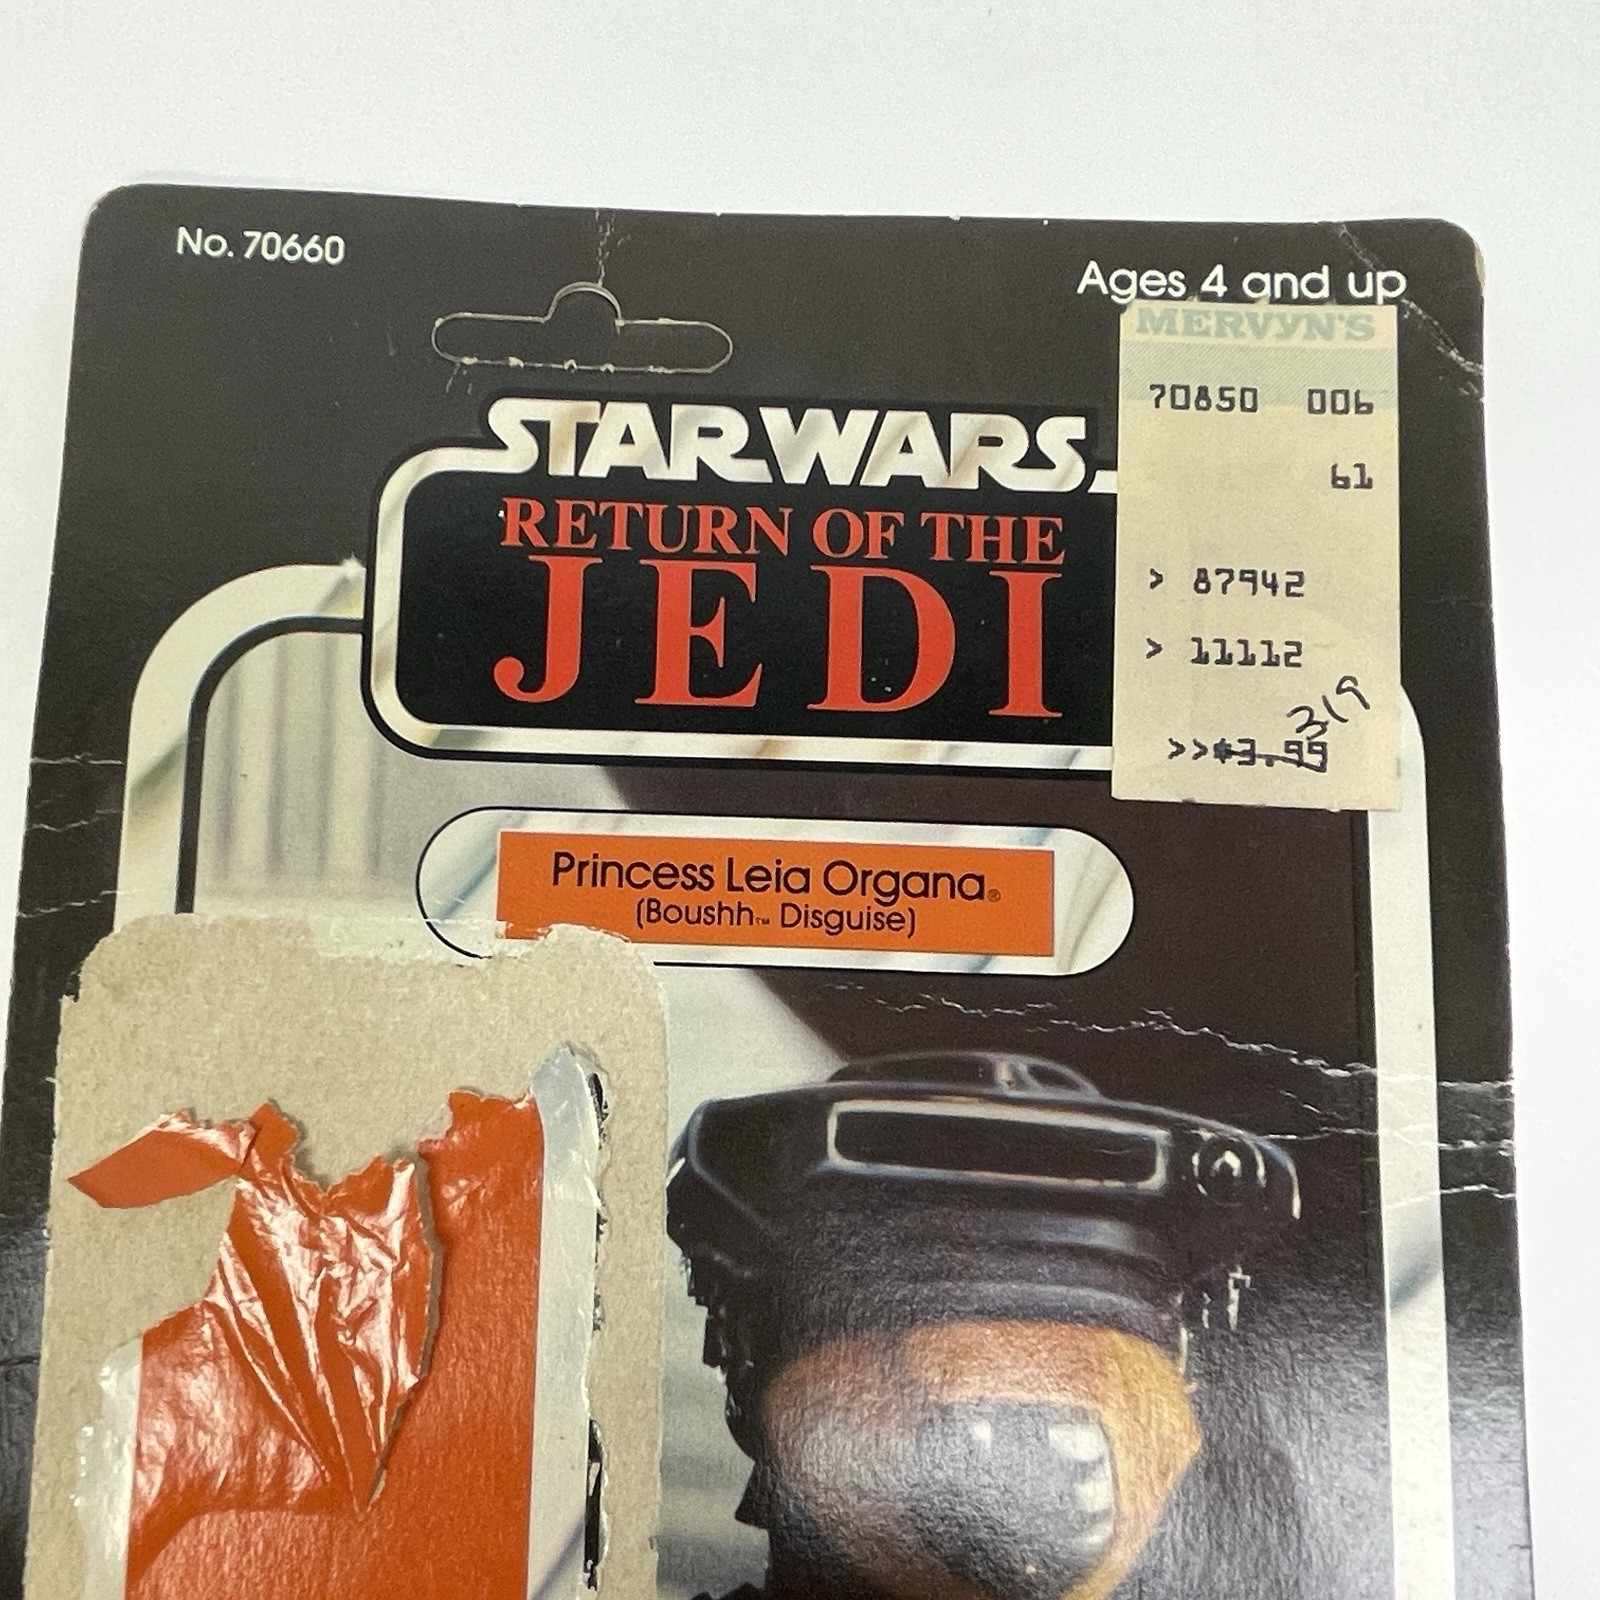 No. 70660
Ages 4 and up
MERVYN'S
70850 006
61
> 87942
> 11112
319
>>$3.99
STAR WARS
RETURN OF THE
JEDI
Princess Leia Organa®
(Boushh™ Disguise)